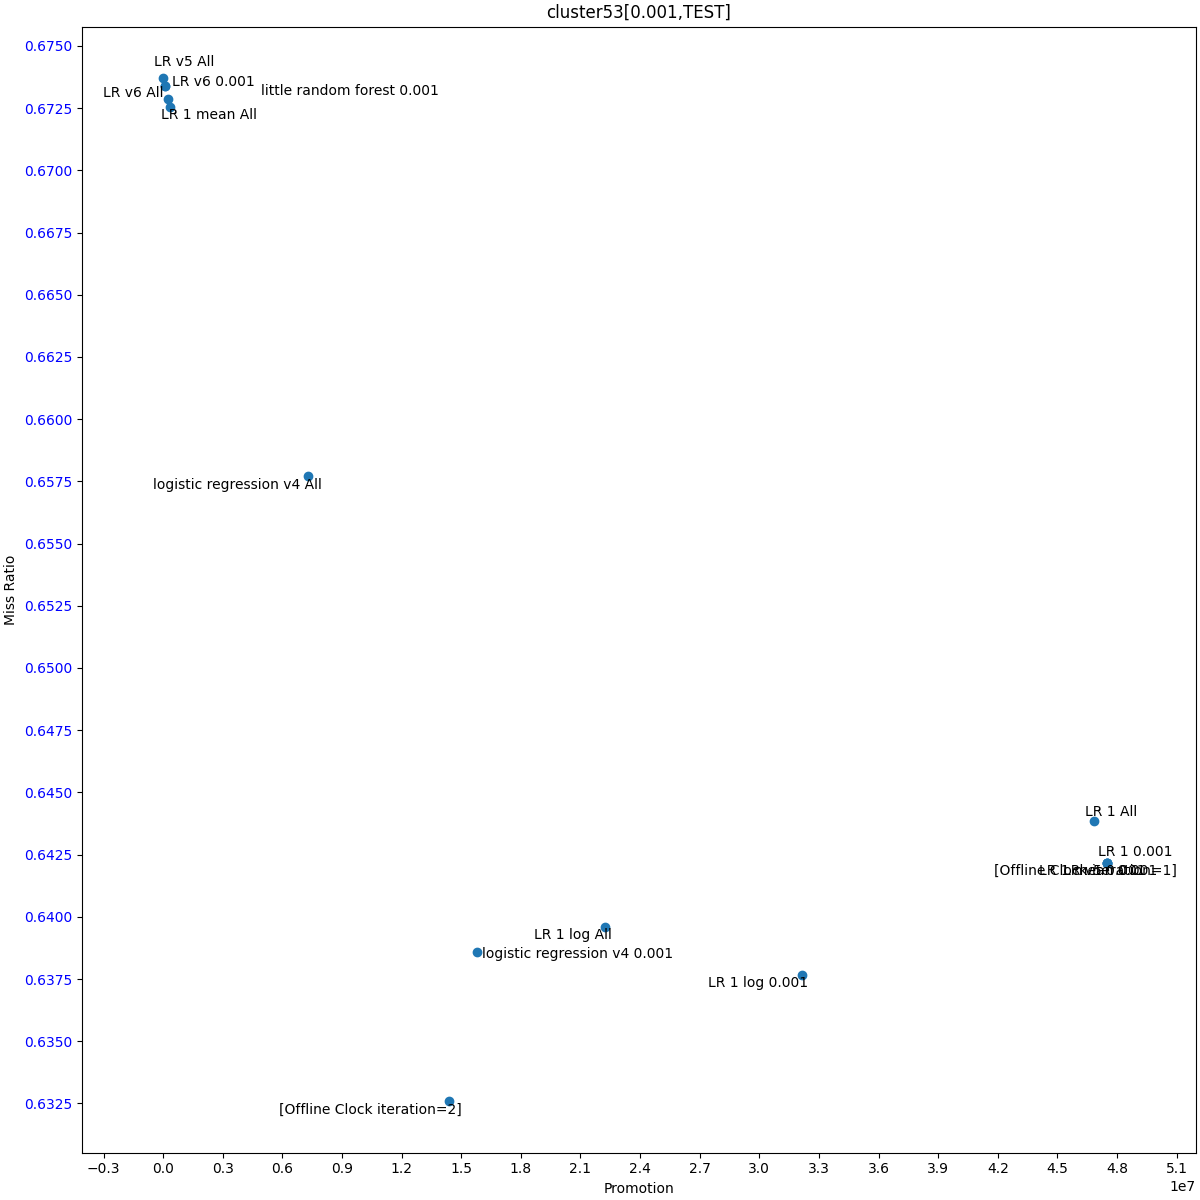 cluster53[0.001,TEST]
0.6750
0.6725
0.6700
0.6675
0.6650
0.6625
0.6600
0.6575
0.6550
0.6525
0.6500
0.6475
0.6450
0.6425
0.6400
0.6375
0.6350
0.6325
Miss Ratio
LR v5 All
LR v6 0.001
little random forest 0.001
LR v6 All
LR 1 mean All
logistic regression v4 All
LR 1 All
LR 1 0.001
[Offline Clock iteration=1]
LR 1 log All
logistic regression v4 0.001
LR 1 log 0.001
[Offline Clock iteration=2]
−0.3
0.0
0.3
0.6
0.9
1.2
1.5
1.8
2.1
2.4
2.7
3.0
3.3
3.6
3.9
4.2
4.5
4.8
5.1
1e7
Promotion